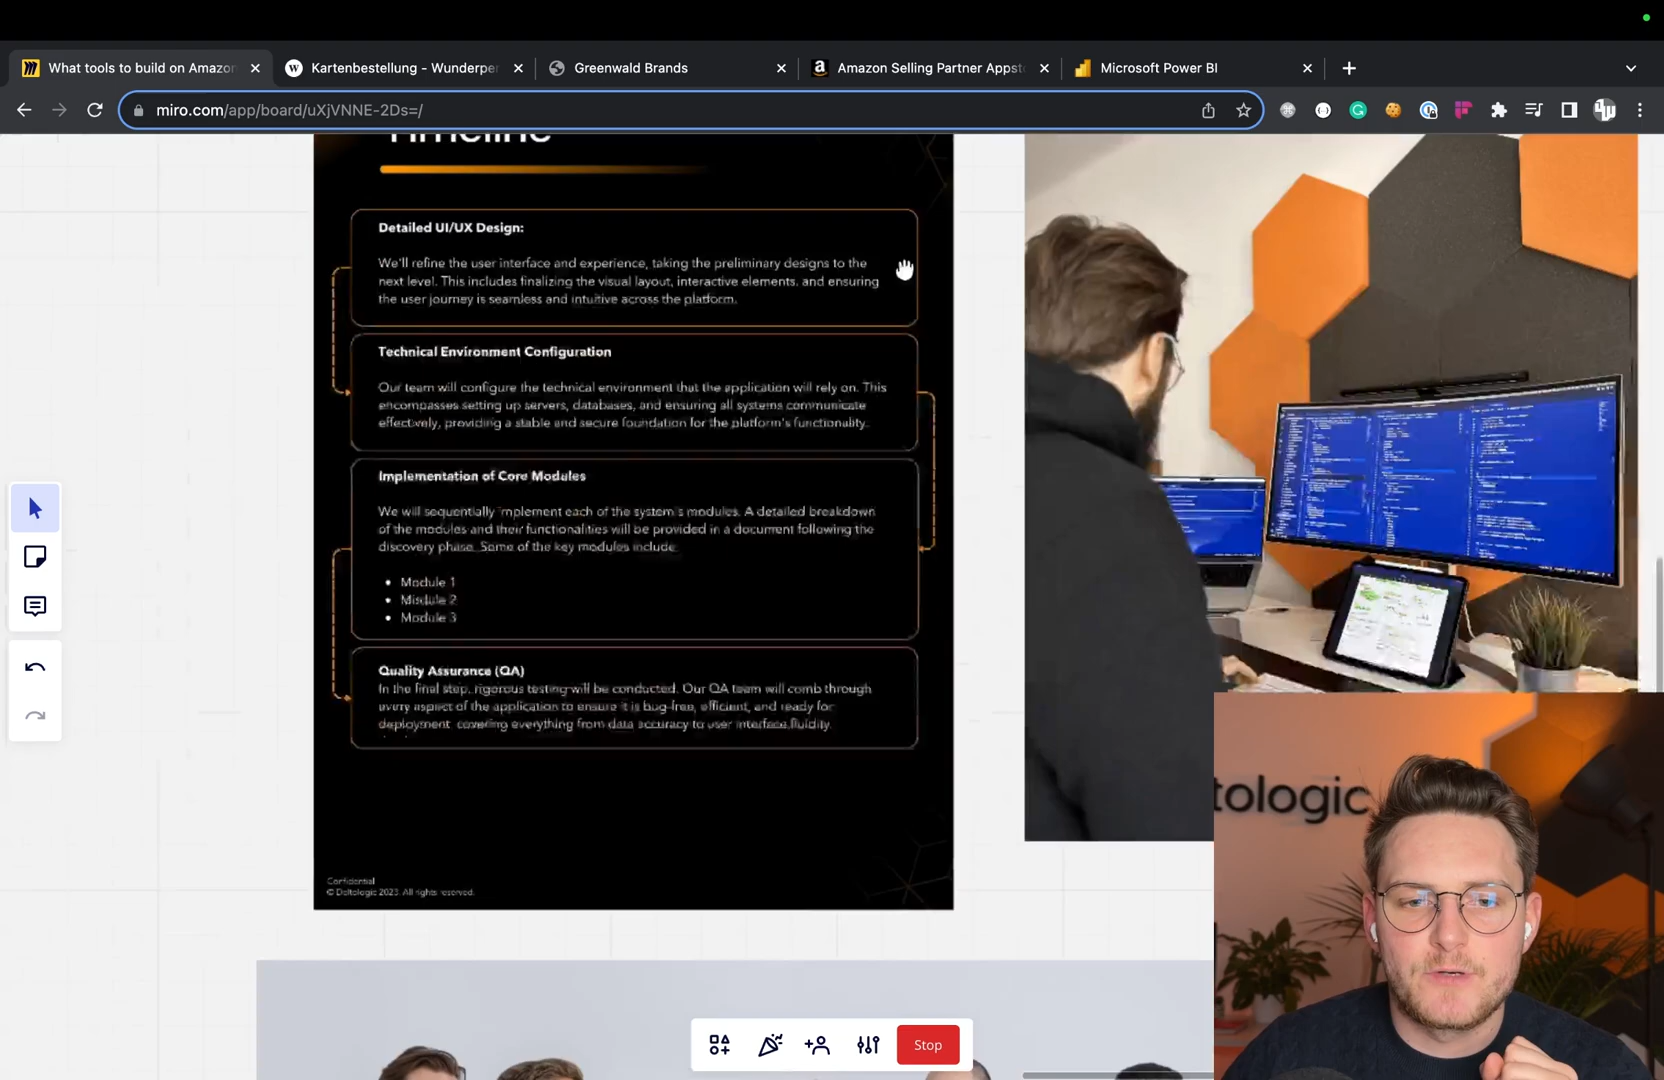 What tools to build on Amazon
Kartenbestellung - Wunderpe
Greenwald Brands
Amazon Selling Partner Appst
Microsoft Power BI
miro.com/app/board/uXjVNNE-2Ds=/
Timeline
Detailed UI/UX Design:
We'll refine the user interface and experience, taking the preliminary designs to the
next level. This includes finalizing the visual layout, interactive elements, and ensuring
the user journey is seamless and intuitive across the platform.
Technical Environment Configuration
Our team will configure the technical environment that the application will rely on. This
encompasses setting up servers, databases, and ensuring all systems communicate
effectively, providing a stable and secure foundation for the platform's functionality.
Implementation of Core Modules
We will sequentially implement each of the system's modules. A detailed breakdown
of the modules and their functionalities will be provided in a document following the
discovery phase. Some of the key modules include
• Module 1
• Module 2
• Module 3
Quality Assurance (QA)
In the final step, rigorous testing will be conducted. Our QA team will comb through
every aspect of the application to ensure it is bug-free, efficient, and ready for
deployment covering everything from data accuracy to user interface fluidity.
Confidential
© Deltologic 2023. All rights reserved.
tologic
Stop